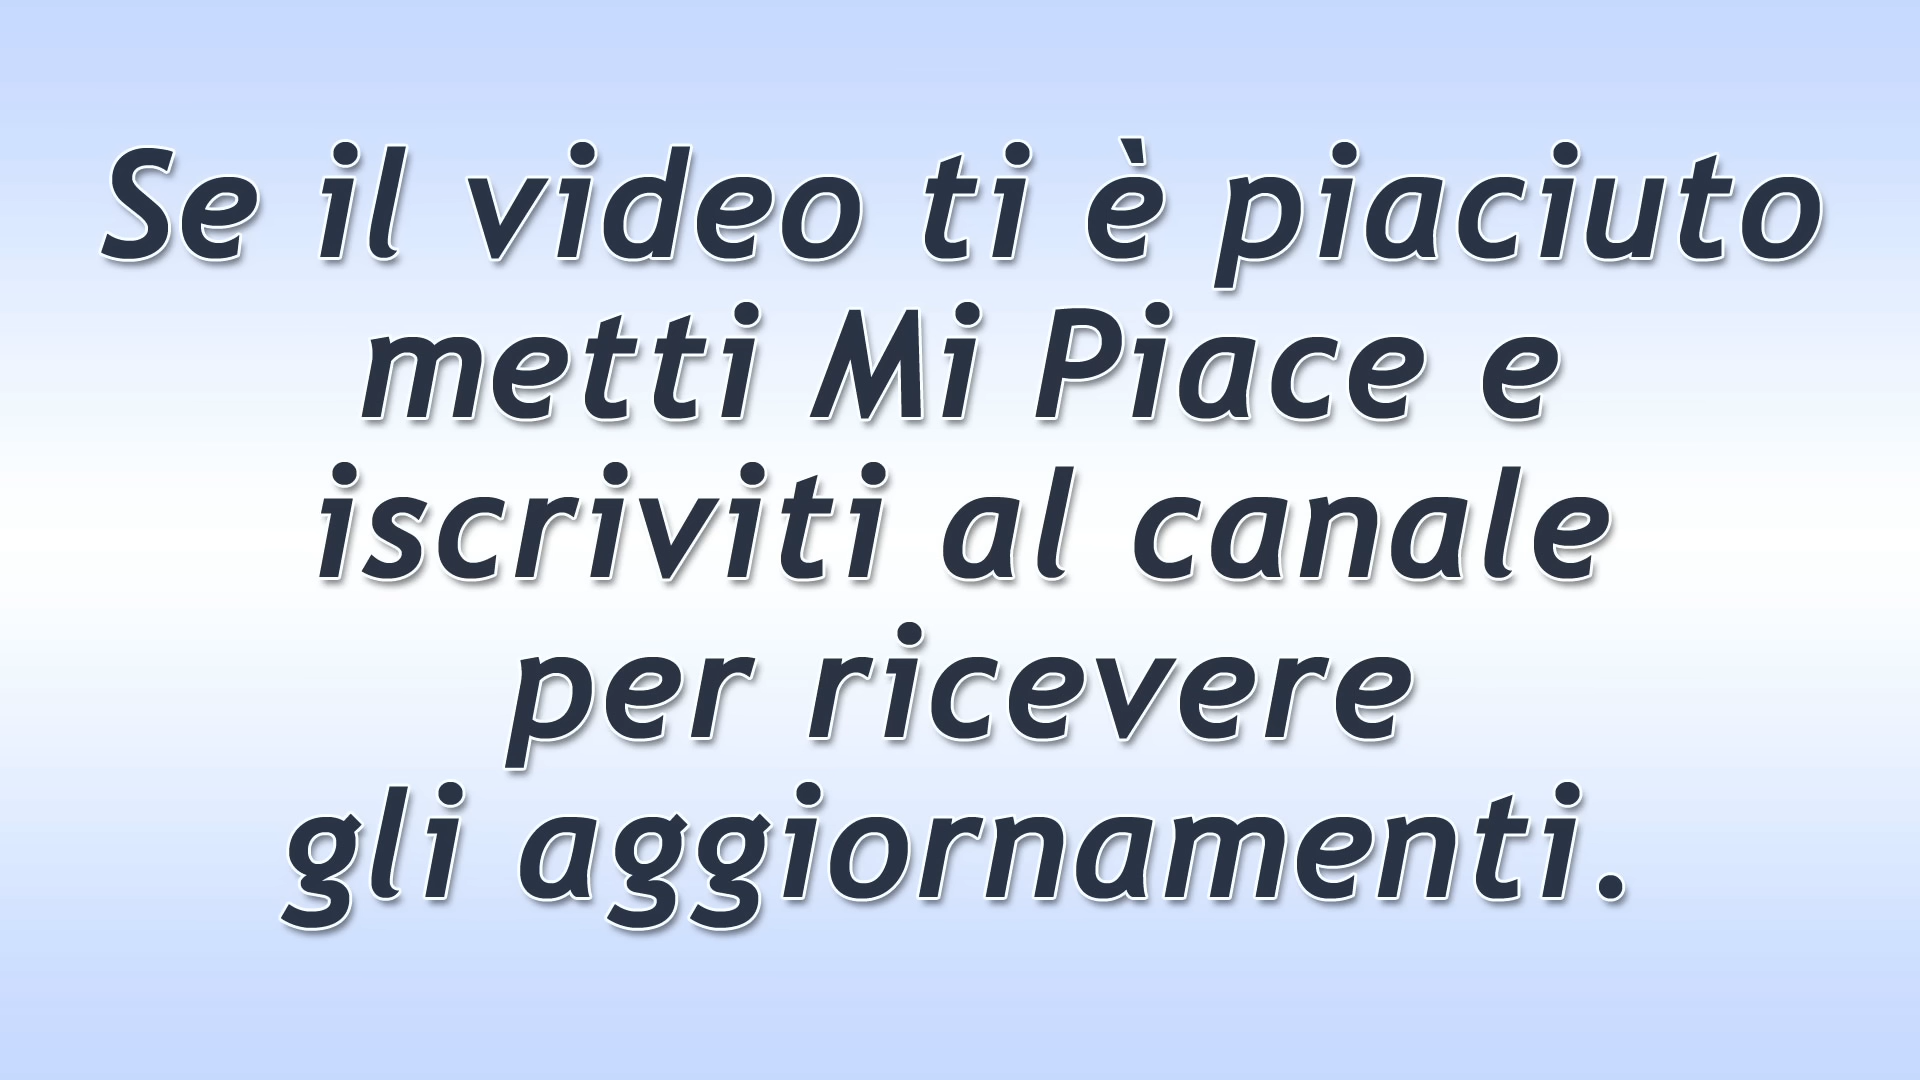 Se il video ti è piaciuto
metti Mi Piace e
iscriviti al canale
per ricevere
gli aggiornamenti.